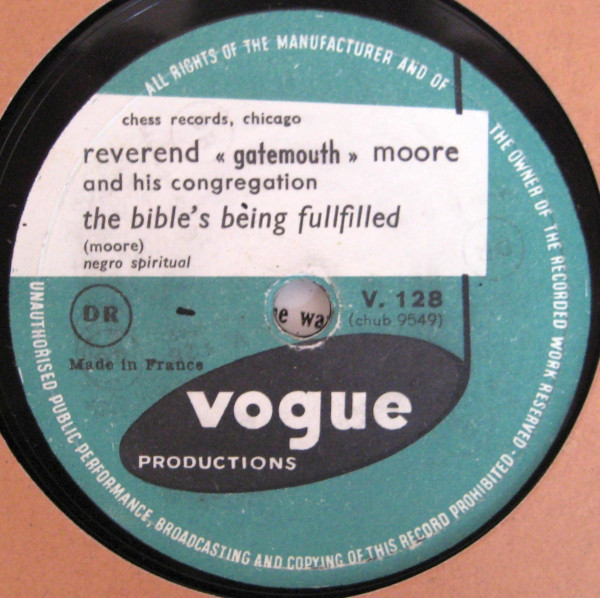 ALL RIGHTS OF THE MANUFACTURER AND OF THE OWNER OF THE RECORDED WORK RESERVED-
chess records, chicago
reverend « gatemouth » moore
and his congregation
the bible's bèing fullfilled
(moore)
negro spiritual
DR
e wa
V. 128
(chub 9549)
Made in France
vogue
PRODUCTIONS
UNAUTHORISED PUBLIC PERFORMANCE, BROADCASTING AND COPYING OF THIS RECORD PROHIBITED-